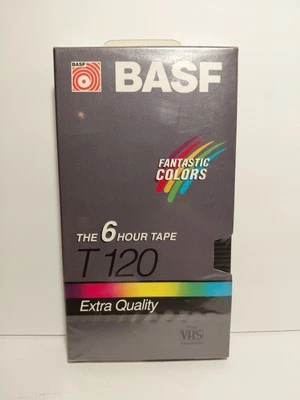 BASF
BASF
FANTASTIC
COLORS
THE 6 HOUR TAPE
T 120
Extra Quality
VHS